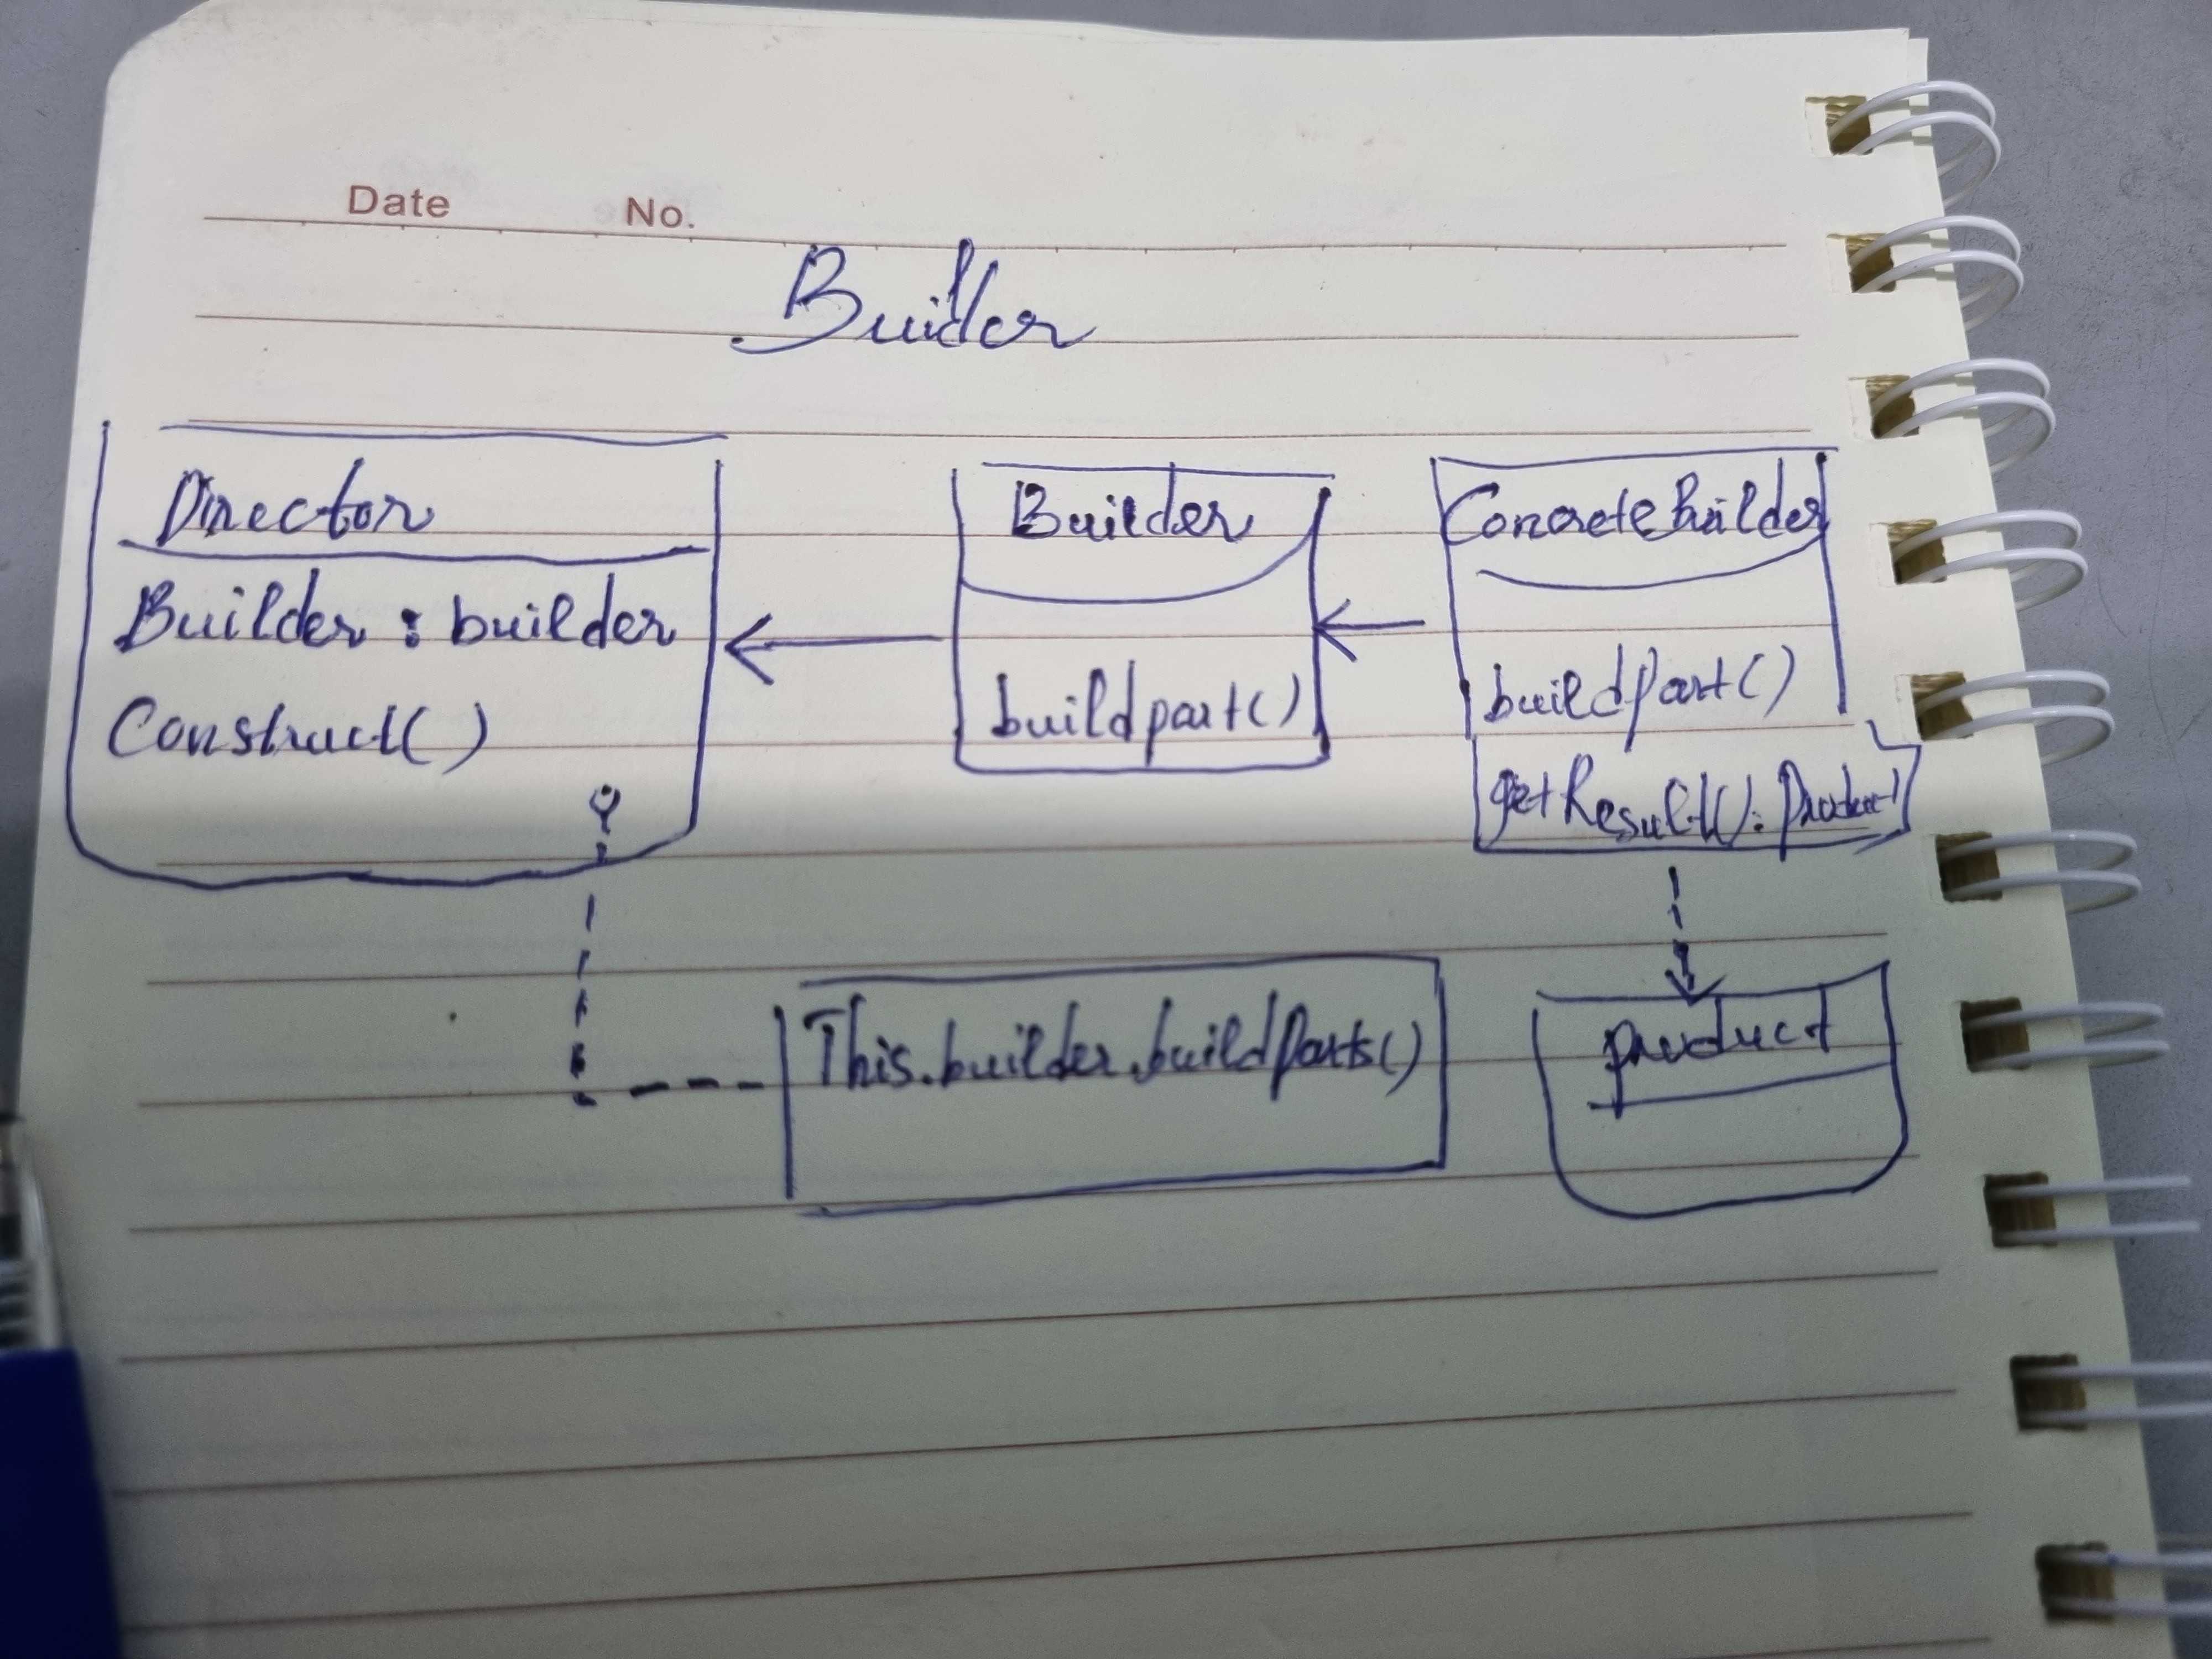 Date No.
Builder
Director
Builder : builder
Construct()
Builder
buildpart()
ConcreteBuilder
buildPart()
getResult(): Product
This.builder.buildParts()
product